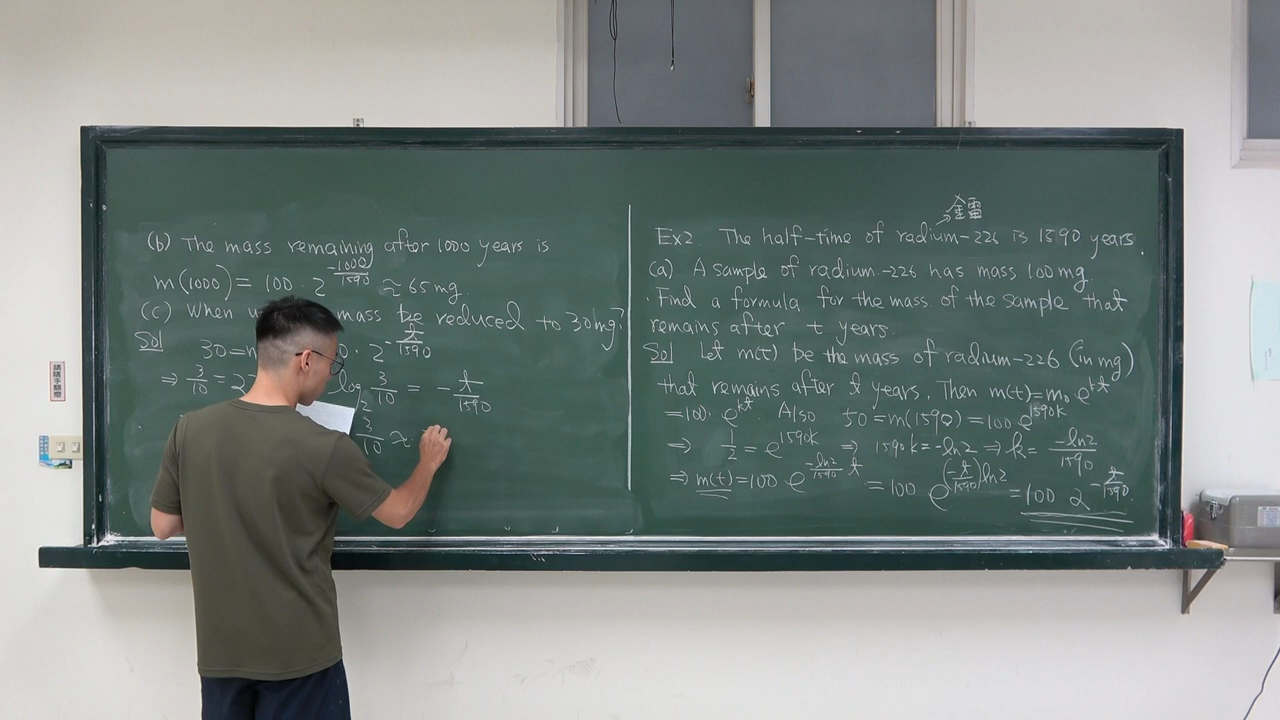 (b) The mass remaining after 1000 years is
m(1000) = 100 · 2^{-1000/1590} ≈ 65 mg
(c) When mass be reduced to 30 mg?
Sol 30 = 0 · 2^{-t/1590}
⇒ 3/10 = 2 log₂ 3/10 = -t/1590
3/10 ≈
鐳
Ex2. The half-time of radium-226 is 1590 years.
(a) A sample of radium-226 has mass 100 mg.
Find a formula for the mass of the sample that
remains after t years.
Sol Let m(t) be the mass of radium-226 (in mg)
that remains after t years. Then m(t) = m₀ e^{kt}
= 100 · e^{kt}. Also 50 = m(1590) = 100 e^{1590k}
⇒ 1/2 = e^{1590k} ⇒ 1590k = -ln2 ⇒ k = -ln2/1590
⇒ m(t) = 100 e^{-ln2/1590 t} = 100 e^{(-t/1590)ln2} = 100 2^{-t/1590}.